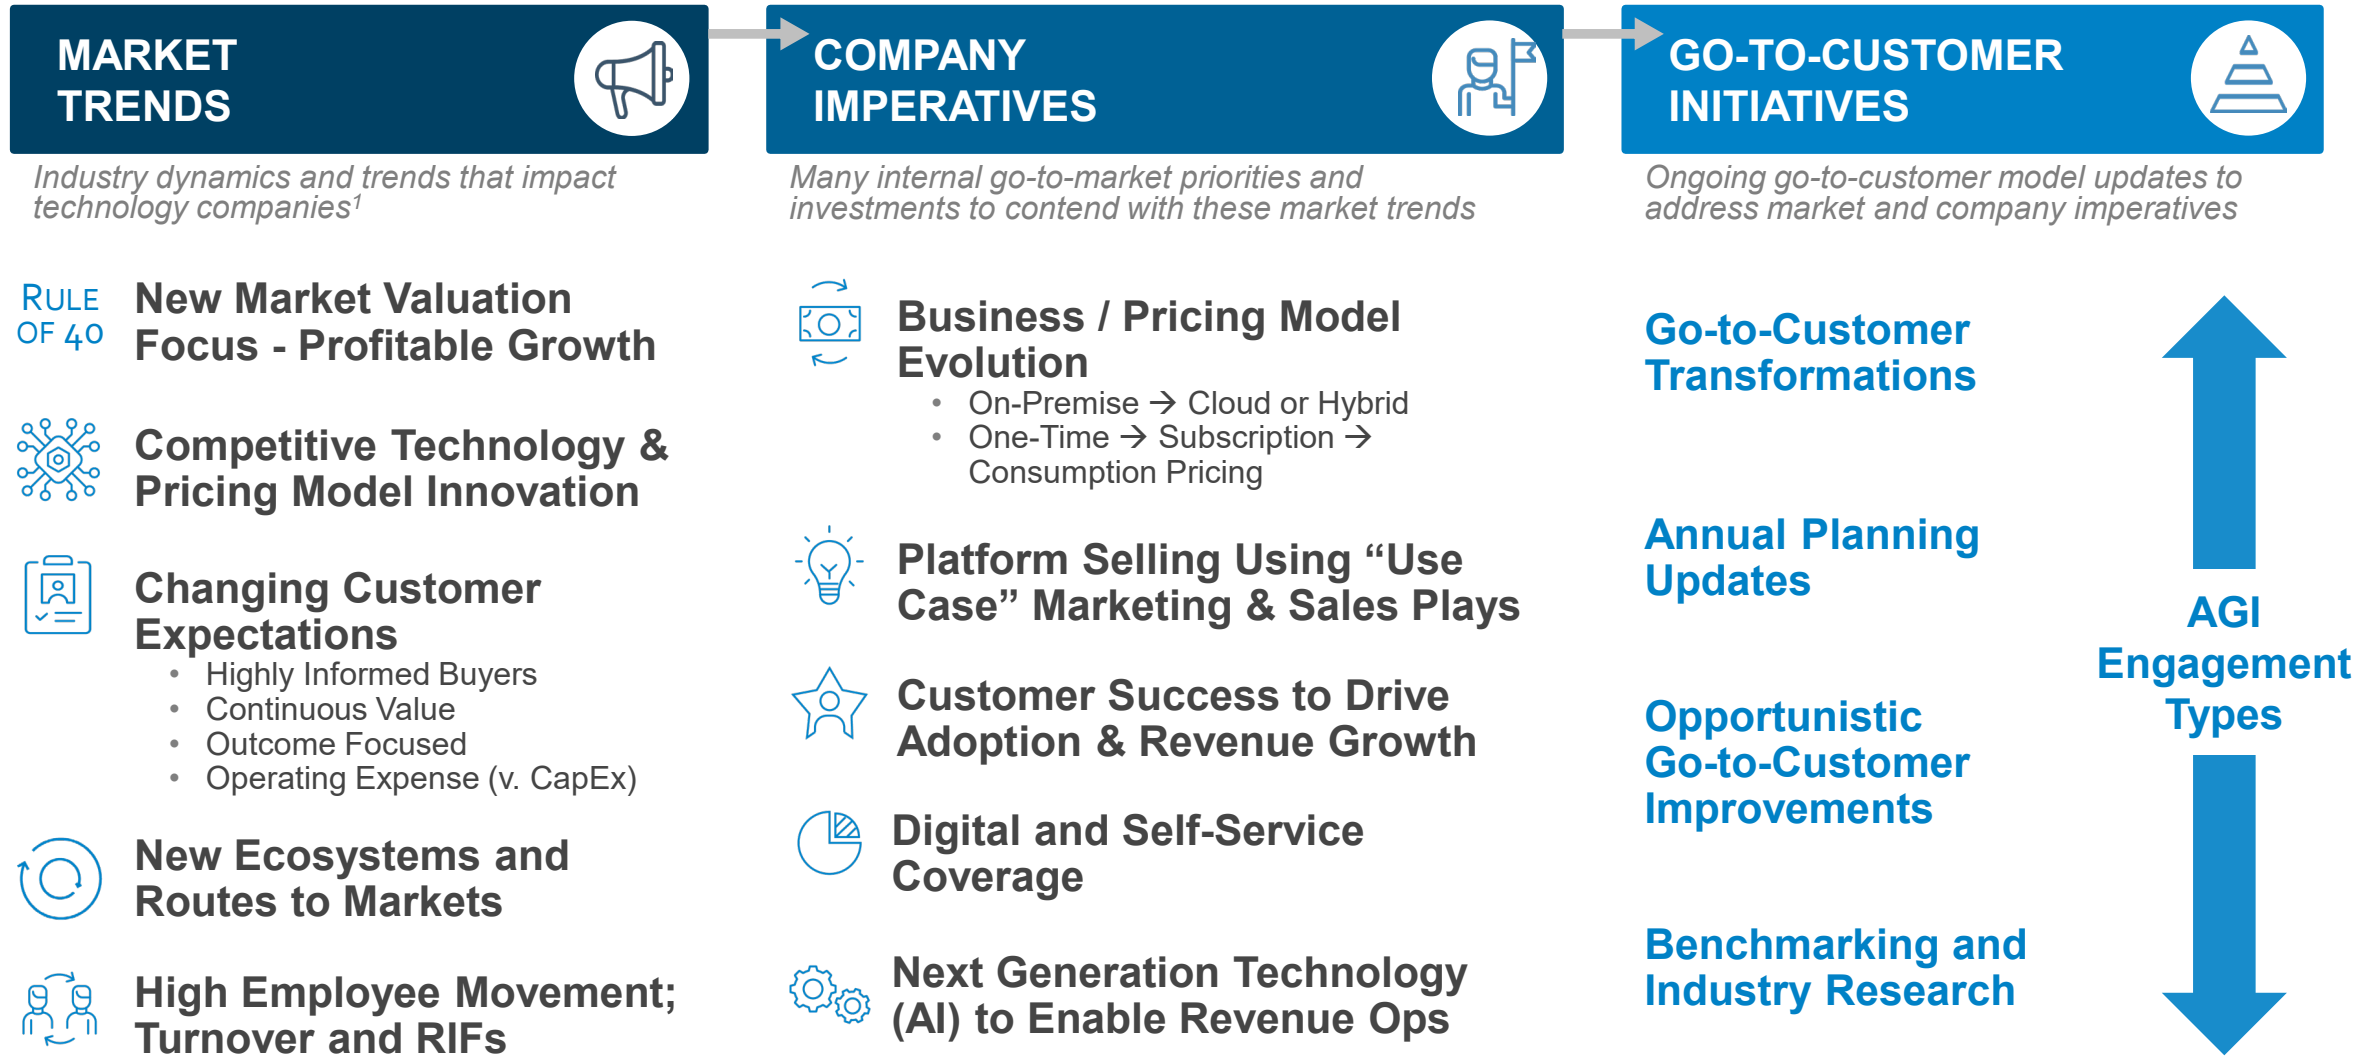 MARKET
TRENDS
Industry dynamics and trends that impact
technology companies¹
RULE
OF 40
New Market Valuation
Focus - Profitable Growth
Competitive Technology &
Pricing Model Innovation
Changing Customer
Expectations
• Highly Informed Buyers
• Continuous Value
• Outcome Focused
• Operating Expense (v. CapEx)
New Ecosystems and
Routes to Markets
High Employee Movement;
Turnover and RIFs
COMPANY
IMPERATIVES
Many internal go-to-market priorities and
investments to contend with these market trends
Business / Pricing Model
Evolution
• On-Premise → Cloud or Hybrid
• One-Time → Subscription →
Consumption Pricing
Platform Selling Using “Use
Case” Marketing & Sales Plays
Customer Success to Drive
Adoption & Revenue Growth
Digital and Self-Service
Coverage
Next Generation Technology
(AI) to Enable Revenue Ops
GO-TO-CUSTOMER
INITIATIVES
Ongoing go-to-customer model updates to
address market and company imperatives
Go-to-Customer
Transformations
Annual Planning
Updates
Opportunistic
Go-to-Customer
Improvements
Benchmarking and
Industry Research
AGI
Engagement
Types